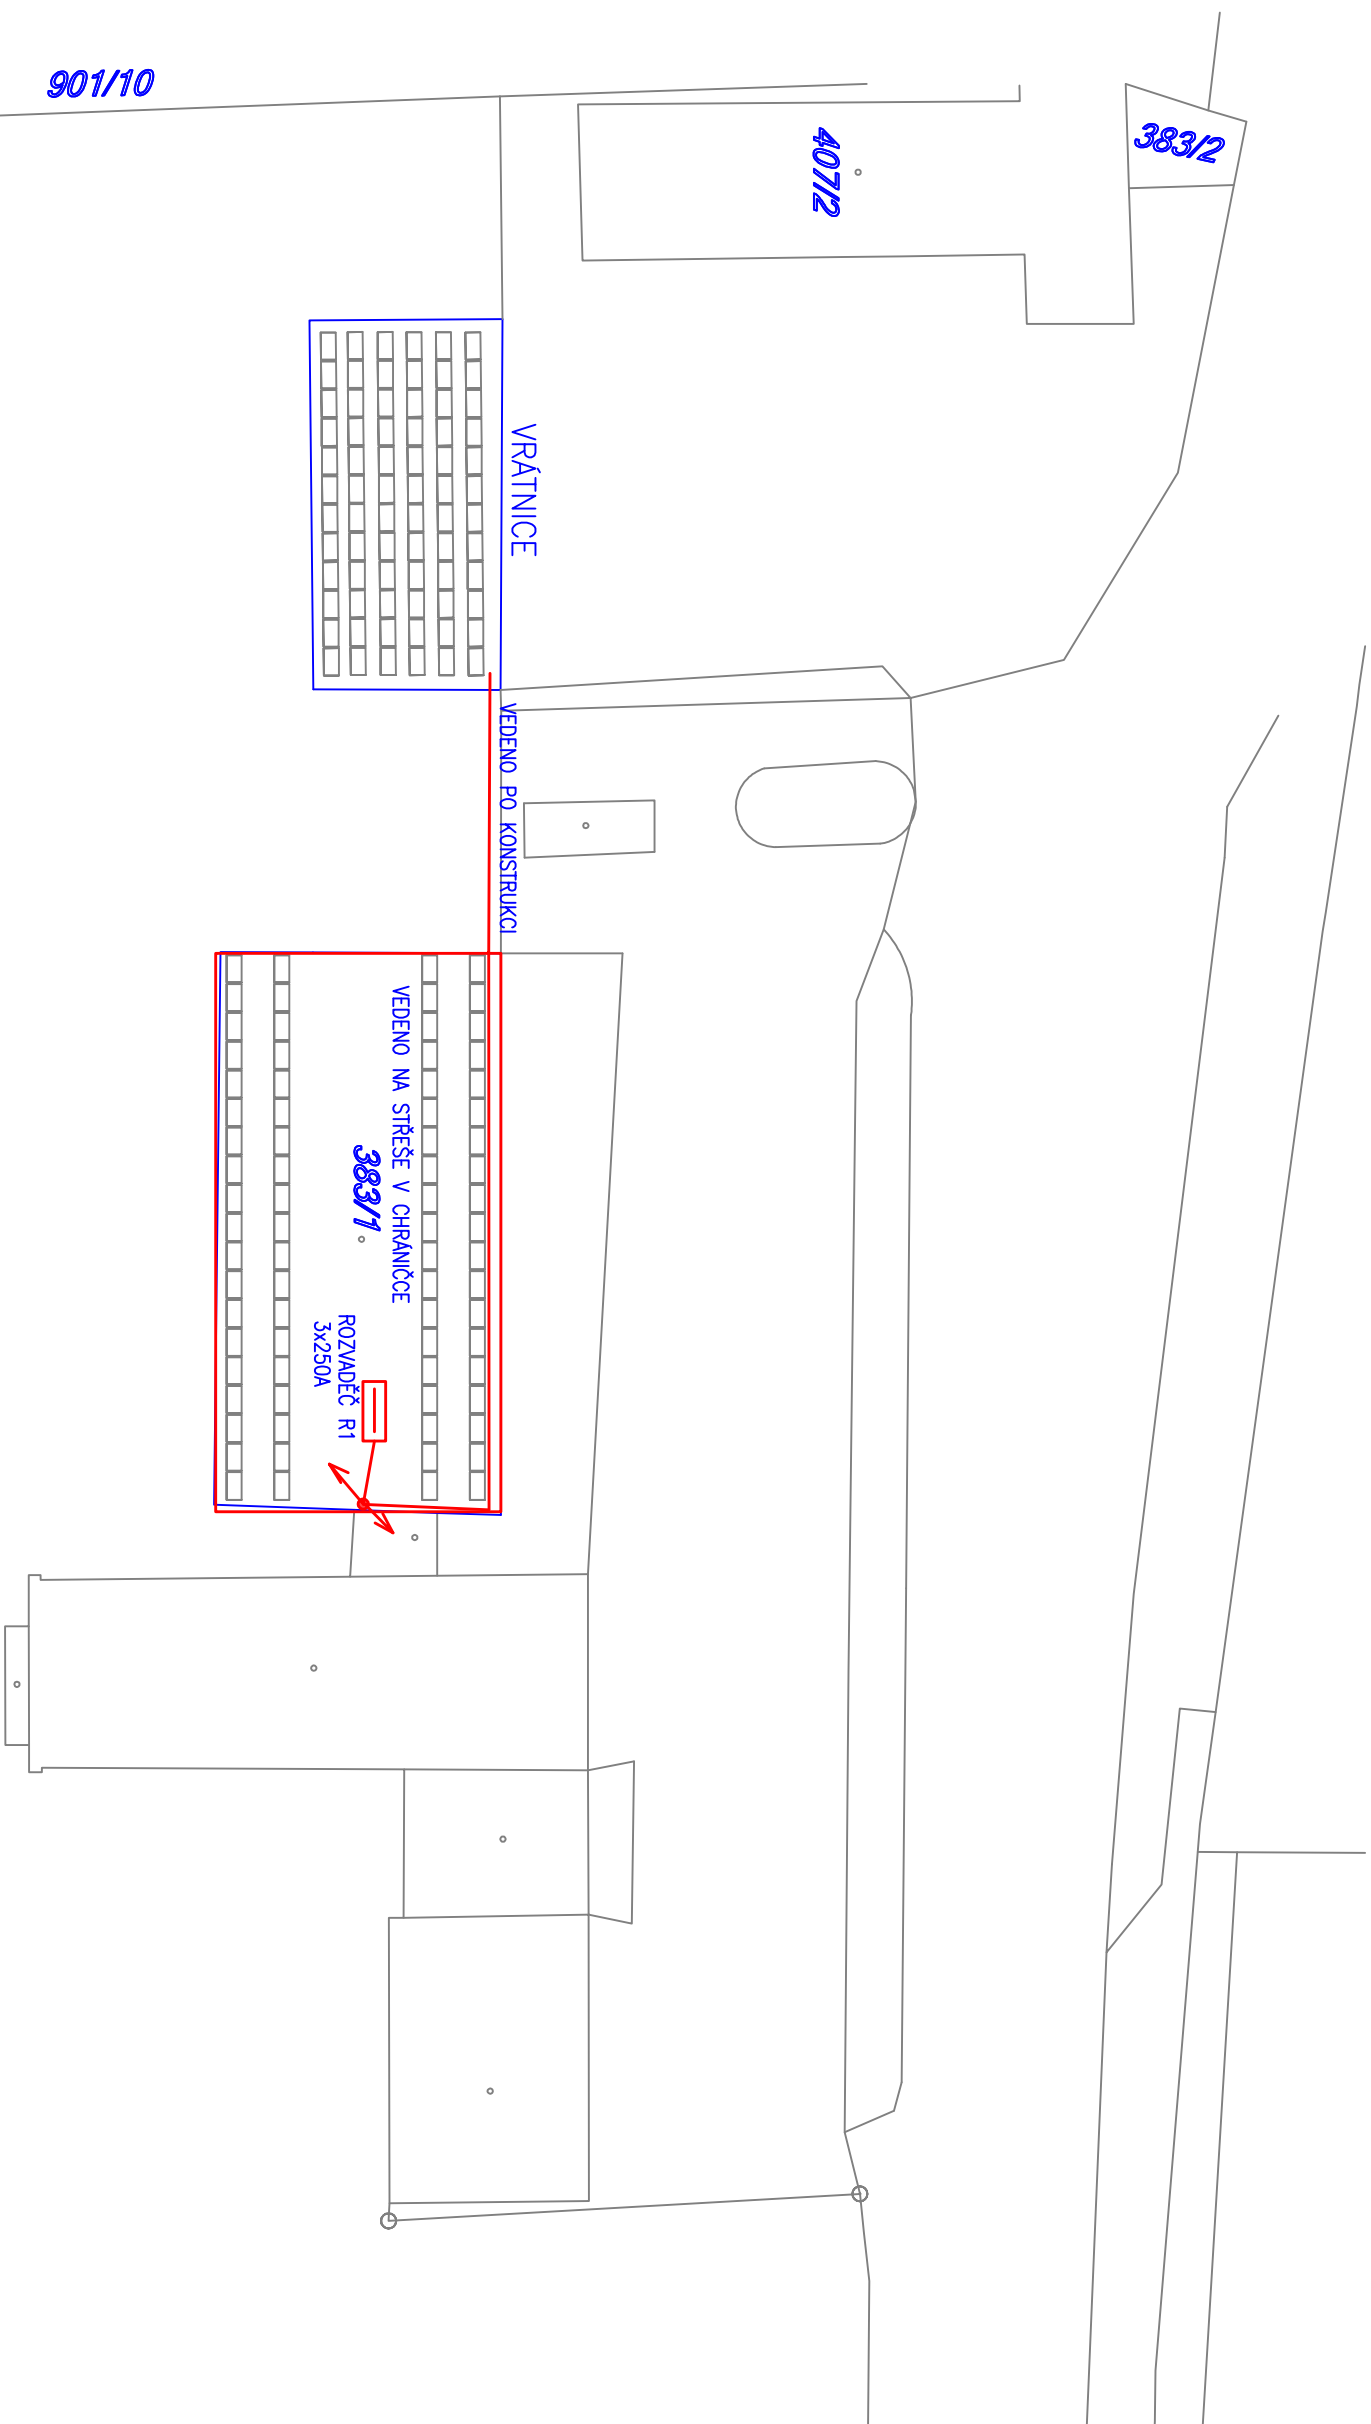 901/10
383/2
407/2
VRÁTNICE
VEDENO PO KONSTRUKCI
VEDENO NA STŘEŠE V CHRÁNIČCE
383/1
ROZVADĚČ R1
3x250A